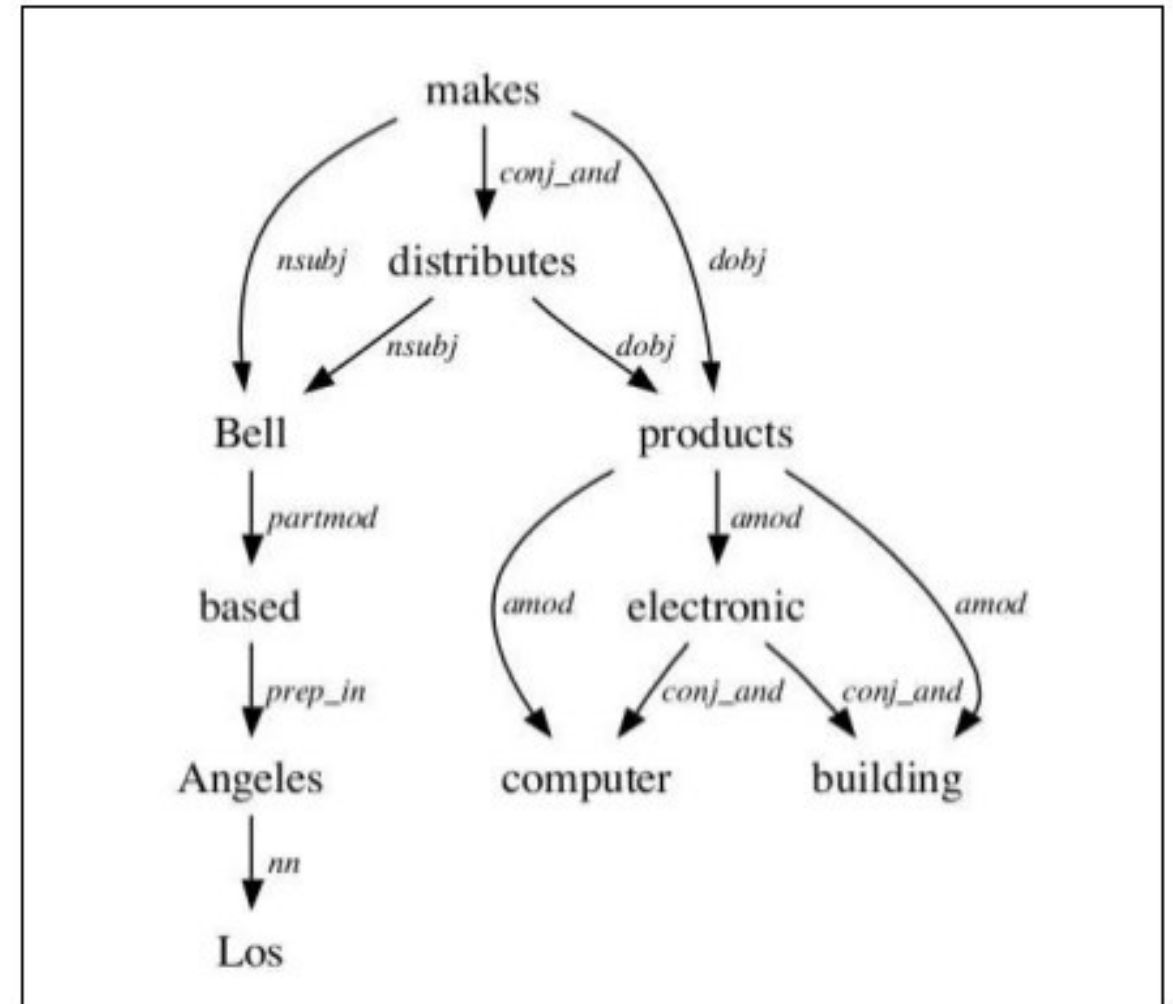 makes
conj_and
nsubj distributes dobj
nsubj dobj
Bell products
partmod amod
based amod electronic amod
prep_in conj_and conj_and
Angeles computer building
nn
Los